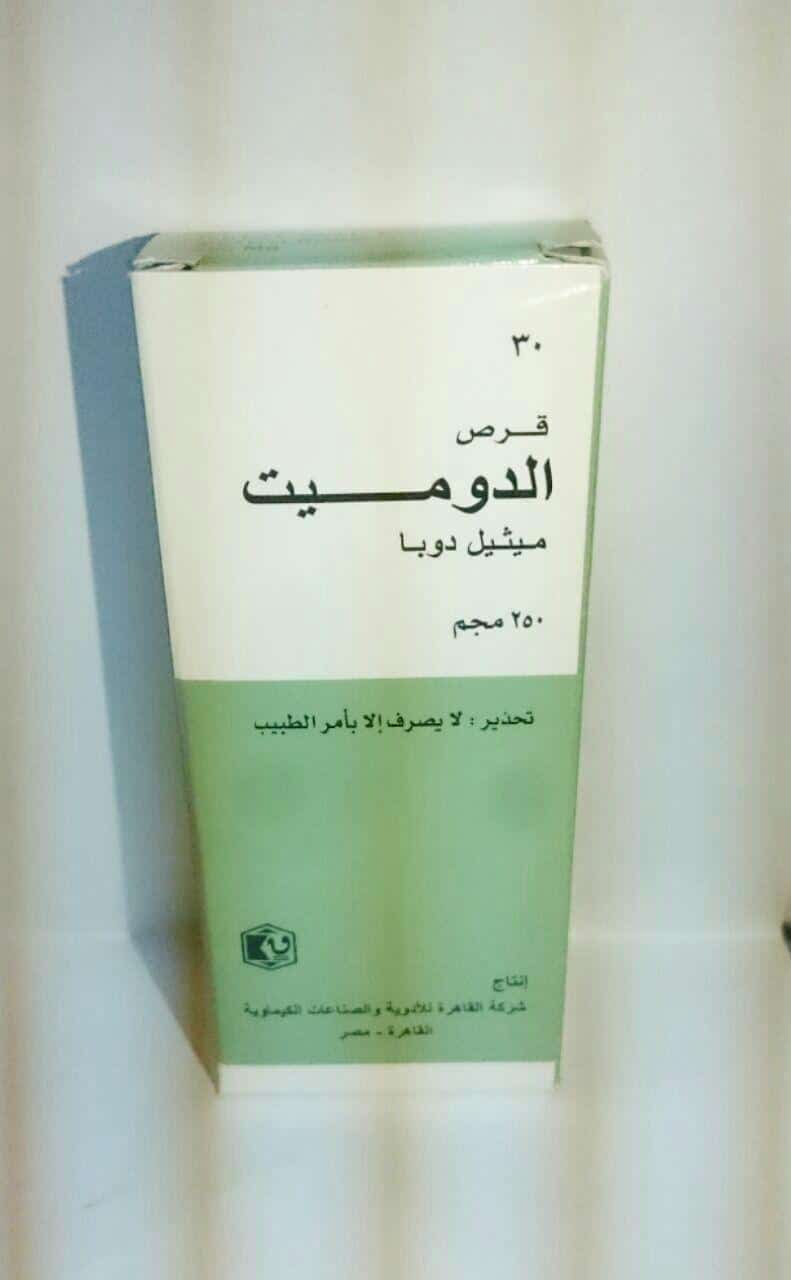 ٣٠
قرص
الدوميت
ميثيل دوبا
٢٥٠ مجم
تحذير : لا يصرف إلا بأمر الطبيب
إنتاج
شركة القاهرة للأدوية والصناعات الكيماوية
القاهرة - مصر